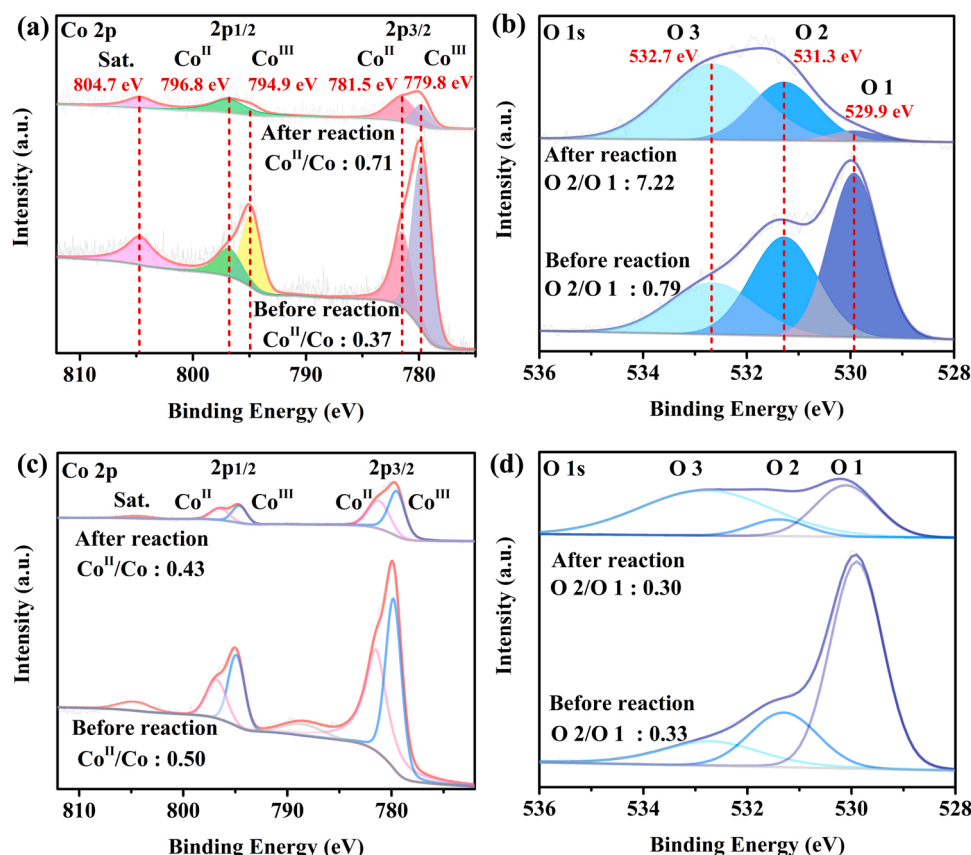 (a)
Co 2p
2p1/2
2p3/2
Sat.
Co^II
Co^III
Co^II
Co^III
804.7 eV
796.8 eV
794.9 eV
781.5 eV
779.8 eV
After reaction
Co^II/Co : 0.71
Before reaction
Co^II/Co : 0.37
Intensity (a.u.)
810
800
790
780
Binding Energy (eV)
(b)
O 1s
O 3
O 2
532.7 eV
531.3 eV
O 1
529.9 eV
After reaction
O 2/O 1 : 7.22
Before reaction
O 2/O 1 : 0.79
Intensity (a.u.)
536
534
532
530
528
Binding Energy (eV)
(c)
Co 2p
2p1/2
2p3/2
Sat.
Co^II
Co^III
Co^II
Co^III
After reaction
Co^II/Co : 0.43
Before reaction
Co^II/Co : 0.50
Intensity (a.u.)
810
800
790
780
Binding Energy (eV)
(d)
O 1s
O 3
O 2
O 1
After reaction
O 2/O 1 : 0.30
Before reaction
O 2/O 1 : 0.33
Intensity (a.u.)
536
534
532
530
528
Binding Energy (eV)